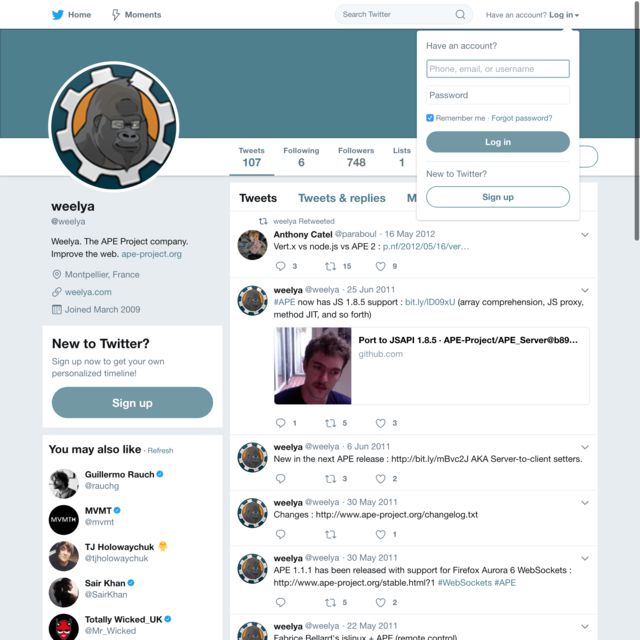 Home
Moments
Search Twitter
Have an account? Log in
Have an account?
Phone, email, or username
Password
Remember me · Forgot password?
Log in
New to Twitter?
Sign up
Tweets
107
Following
6
Followers
748
Lists
1
weelya
@weelya
Weelya. The APE Project company.
Improve the web. ape-project.org
Montpellier, France
weelya.com
Joined March 2009
New to Twitter?
Sign up now to get your own
personalized timeline!
Sign up
You may also like · Refresh
Guillermo Rauch
@rauchg
MVMTH
MVMT
@mvmt
TJ Holowaychuk
@tjholowaychuk
Sair Khan
@SairKhan
Totally Wicked_UK
@Mr_Wicked
Tweets
Tweets & replies
M
weelya Retweeted
Anthony Catel @paraboul · 16 May 2012
Vert.x vs node.js vs APE 2 : p.nf/2012/05/16/ver…
3
15
9
weelya @weelya · 25 Jun 2011
#APE now has JS 1.8.5 support : bit.ly/lD09xU (array comprehension, JS proxy,
method JIT, and so forth)
Port to JSAPI 1.8.5 · APE-Project/APE_Server@b89...
github.com
1
5
3
weelya @weelya · 6 Jun 2011
New in the next APE release : http://bit.ly/mBvc2J AKA Server-to-client setters.
3
2
weelya @weelya · 30 May 2011
Changes : http://www.ape-project.org/changelog.txt
1
weelya @weelya · 30 May 2011
APE 1.1.1 has been released with support for Firefox Aurora 6 WebSockets :
http://www.ape-project.org/stable.html?1 #WebSockets #APE
5
2
weelya @weelya · 22 May 2011
Fabrice Bellard's jslinux + APE (remote control)